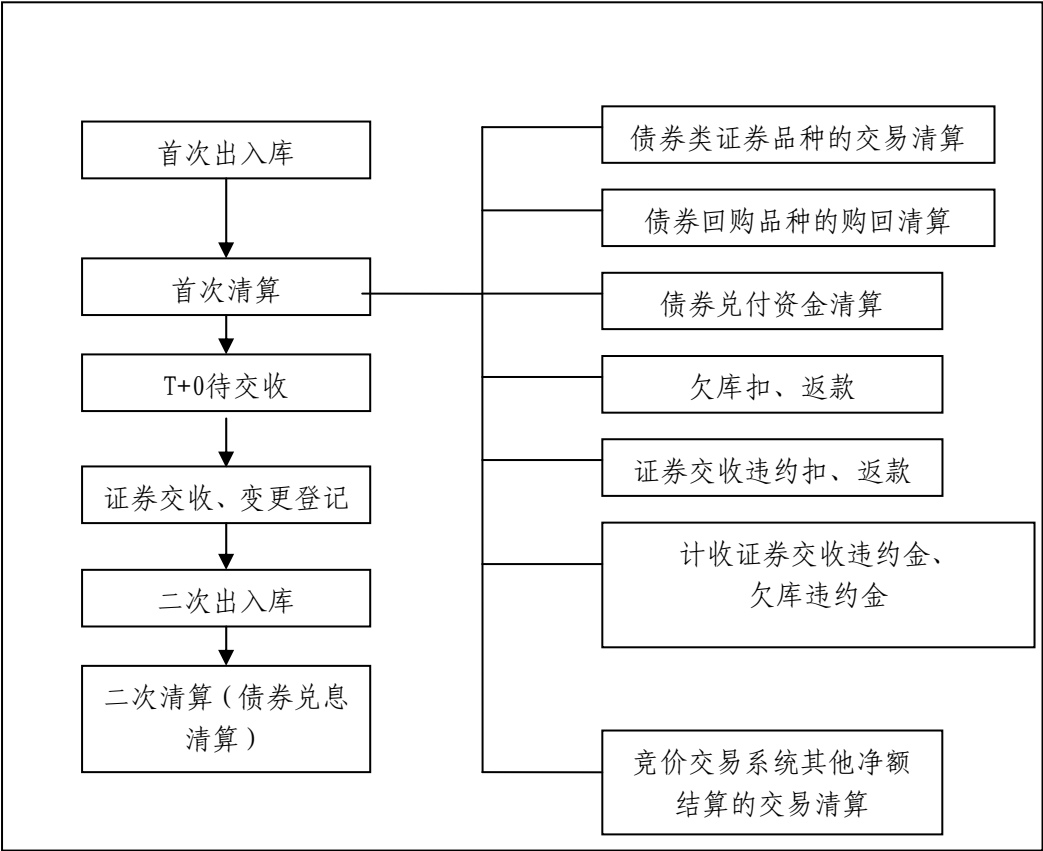 首次出入库
首次清算
T+0待交收
证券交收、变更登记
二次出入库
二次清算（债券兑息
清算）
债券类证券品种的交易清算
债券回购品种的购回清算
债券兑付资金清算
欠库扣、返款
证券交收违约扣、返款
计收证券交收违约金、
欠库违约金
竞价交易系统其他净额
结算的交易清算